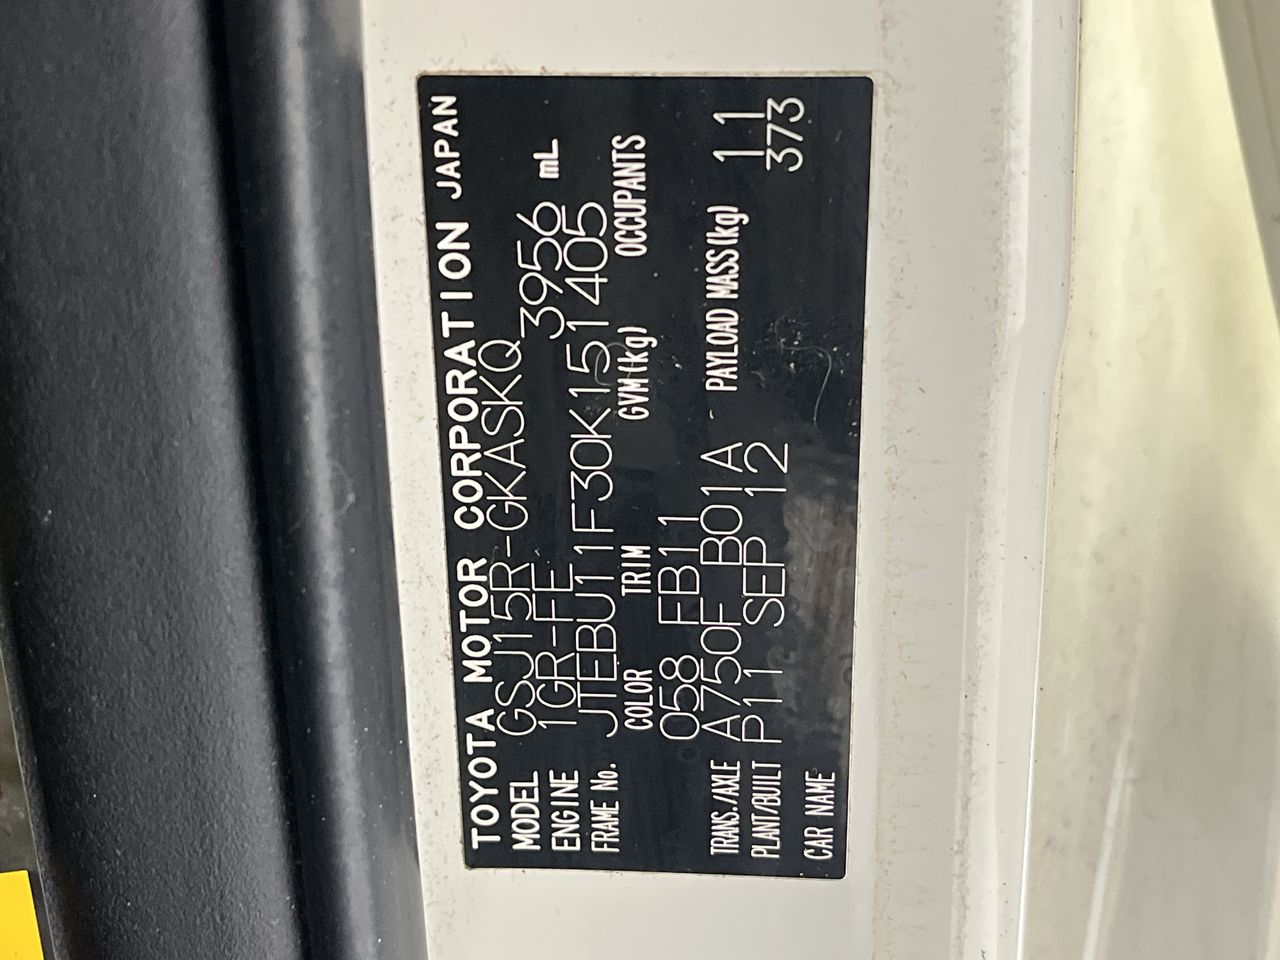 TOYOTA MOTOR CORPORATION JAPAN
MODEL GSJ15R-GKASKQ
ENGINE 1GR-FE 3956 mL
FRAME No. JTEBU11F30K151405
COLOR TRIM GVM(kg) OCCUPANTS
058 FB11
TRANS./AXLE A750F B01A PAYLOAD MASS(kg) 11
PLANT/BUILT P11 SEP 12 373
CAR NAME